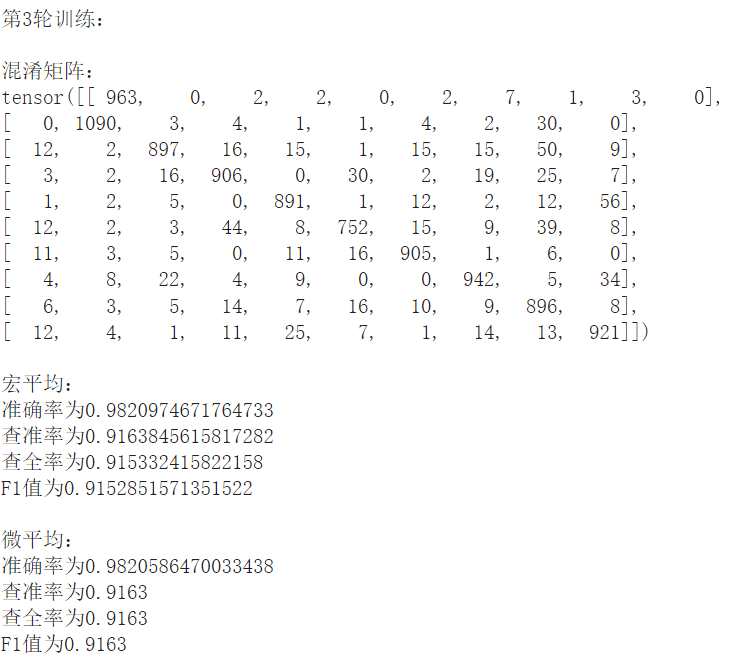 第3轮训练:
混淆矩阵:
tensor([[ 963, 0, 2, 2, 0, 2, 7, 1, 3, 0],
[ 0, 1090, 3, 4, 1, 1, 4, 2, 30, 0],
[ 12, 2, 897, 16, 15, 1, 15, 15, 50, 9],
[ 3, 2, 16, 906, 0, 30, 2, 19, 25, 7],
[ 1, 2, 5, 0, 891, 1, 12, 2, 12, 56],
[ 12, 2, 3, 44, 8, 752, 15, 9, 39, 8],
[ 11, 3, 5, 0, 11, 16, 905, 1, 6, 0],
[ 4, 8, 22, 4, 9, 0, 0, 942, 5, 34],
[ 6, 3, 5, 14, 7, 16, 10, 9, 896, 8],
[ 12, 4, 1, 11, 25, 7, 1, 14, 13, 921]])
宏平均:
准确率为0.9820974671764733
查准率为0.9163845615817282
查全率为0.915332415822158
F1值为0.9152851571351522
微平均:
准确率为0.9820586470033438
查准率为0.9163
查全率为0.9163
F1值为0.9163